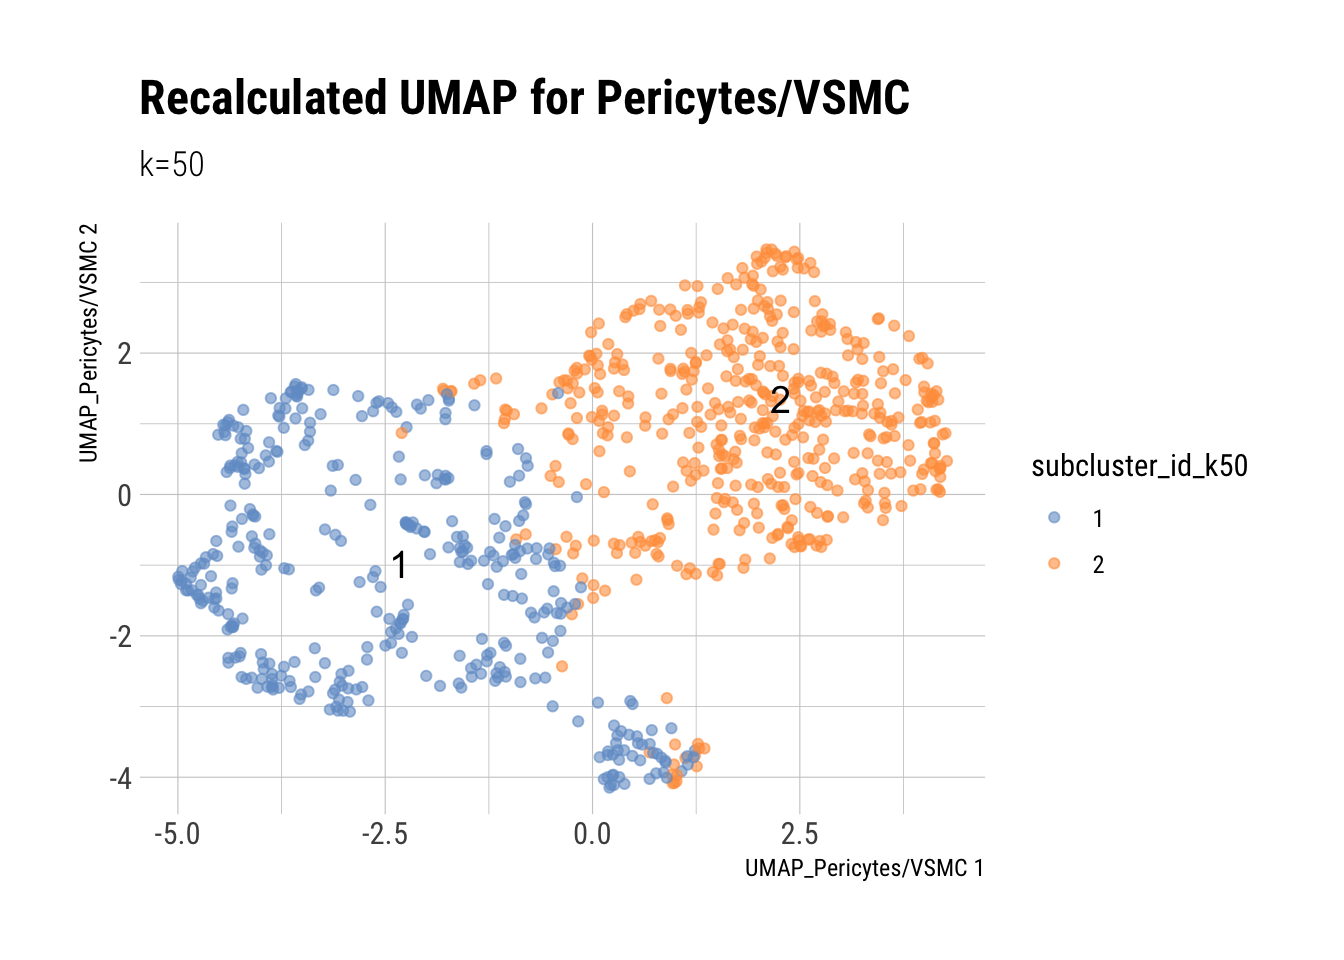 Recalculated UMAP for Pericytes/VSMC
k=50
UMAP_Pericytes/VSMC 2
2
0
-2
-4
1
2
-5.0
-2.5
0.0
2.5
UMAP_Pericytes/VSMC 1
subcluster_id_k50
1
2